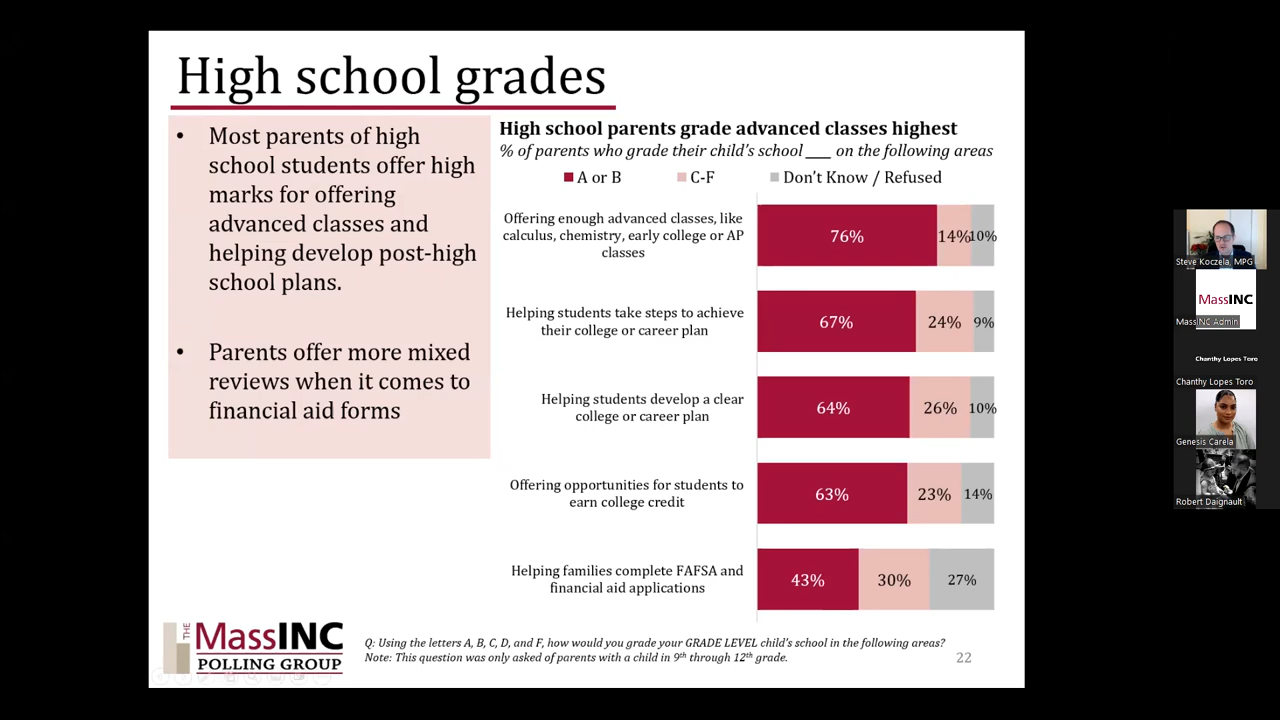 High school grades
• Most parents of high
school students offer high
marks for offering
advanced classes and
helping develop post-high
school plans.
• Parents offer more mixed
reviews when it comes to
financial aid forms
High school parents grade advanced classes highest
% of parents who grade their child's school ____ on the following areas
A or B C-F Don't Know / Refused
Offering enough advanced classes, like
calculus, chemistry, early college or AP
classes
76% 14% 10%
Helping students take steps to achieve
their college or career plan
67% 24% 9%
Helping students develop a clear
college or career plan
64% 26% 10%
Offering opportunities for students to
earn college credit
63% 23% 14%
Helping families complete FAFSA and
financial aid applications
43% 30% 27%
THE
MassINC
POLLING GROUP
Q: Using the letters A, B, C, D, and F, how would you grade your GRADE LEVEL child's school in the following areas?
Note: This question was only asked of parents with a child in 9th through 12th grade.
22
Steve Koczela, MPG
MassINC
MassINC Admin
Chanthy Lopes Toro
Chanthy Lopes Toro
Genesis Carela
Robert Daignault